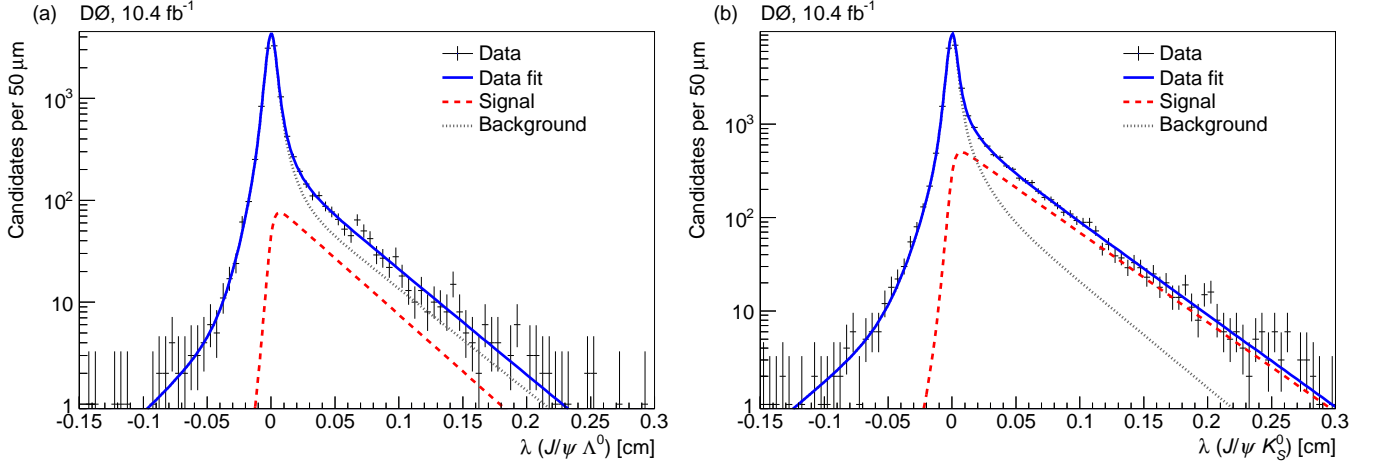 (a) DØ, 10.4 fb⁻¹
Candidates per 50 μm
10³
10²
10
1
Data
Data fit
Signal
Background
-0.15 -0.1 -0.05 0 0.05 0.1 0.15 0.2 0.25 0.3
λ (J/ψ Λ⁰) [cm]
(b) DØ, 10.4 fb⁻¹
Candidates per 50 μm
10³
10²
10
1
Data
Data fit
Signal
Background
-0.15 -0.1 -0.05 0 0.05 0.1 0.15 0.2 0.25 0.3
λ (J/ψ K⁰_S) [cm]